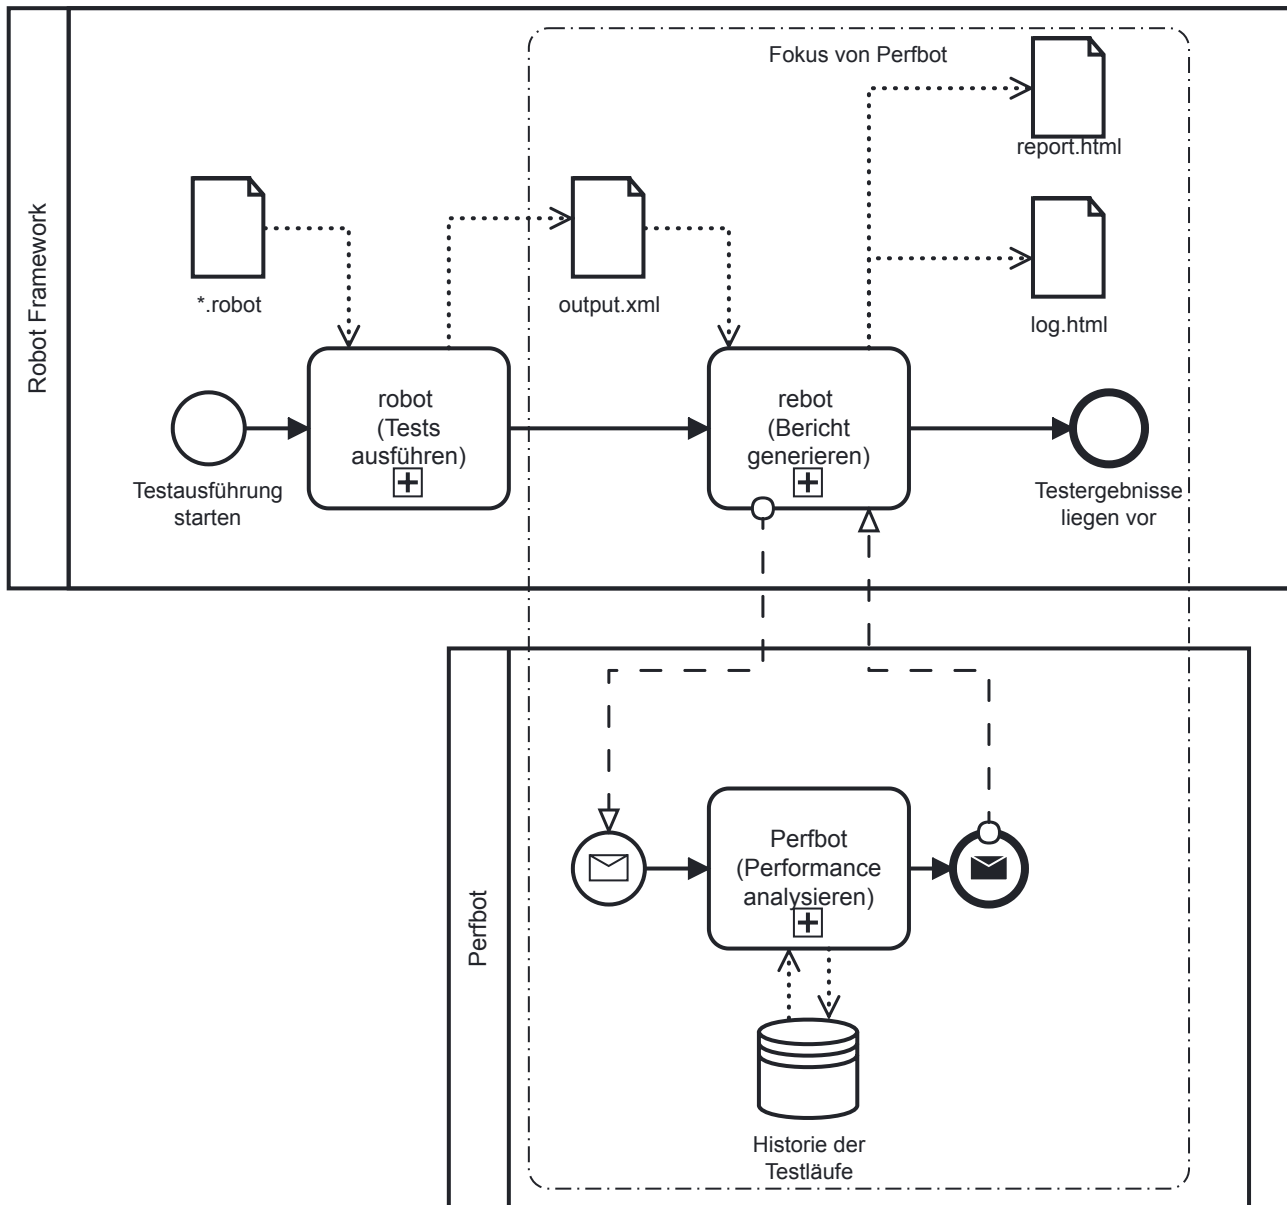 Robot Framework
Fokus von Perfbot
report.html
*.robot
output.xml
log.html
robot
(Tests
ausführen)
rebot
(Bericht
generieren)
Testausführung
starten
Testergebnisse
liegen vor
Perfbot
Perfbot
(Performance
analysieren)
Historie der
Testläufe